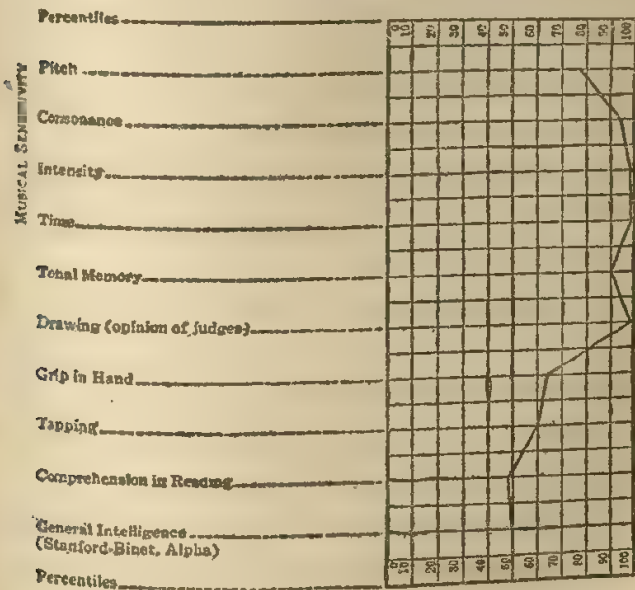 Percentiles
0 10 20 30 40 50 60 70 80 90 100
MUSICAL SENSITIVITY
Pitch
Consonance
Intensity
Time
Tonal Memory
Drawing (opinion of judges)
Grip in Hand
Tapping
Comprehension in Reading
General Intelligence
(Stanford-Binet, Alpha)
Percentiles
0 10 20 30 40 50 60 70 80 90 100